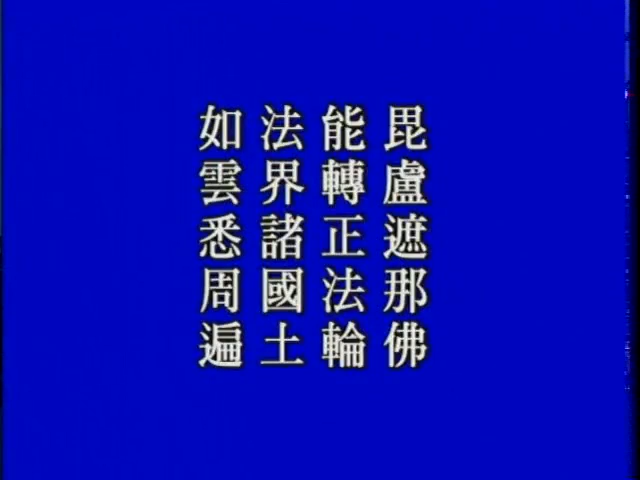 毘盧遮那佛
能轉正法輪
法界諸國土
如雲悉周遍